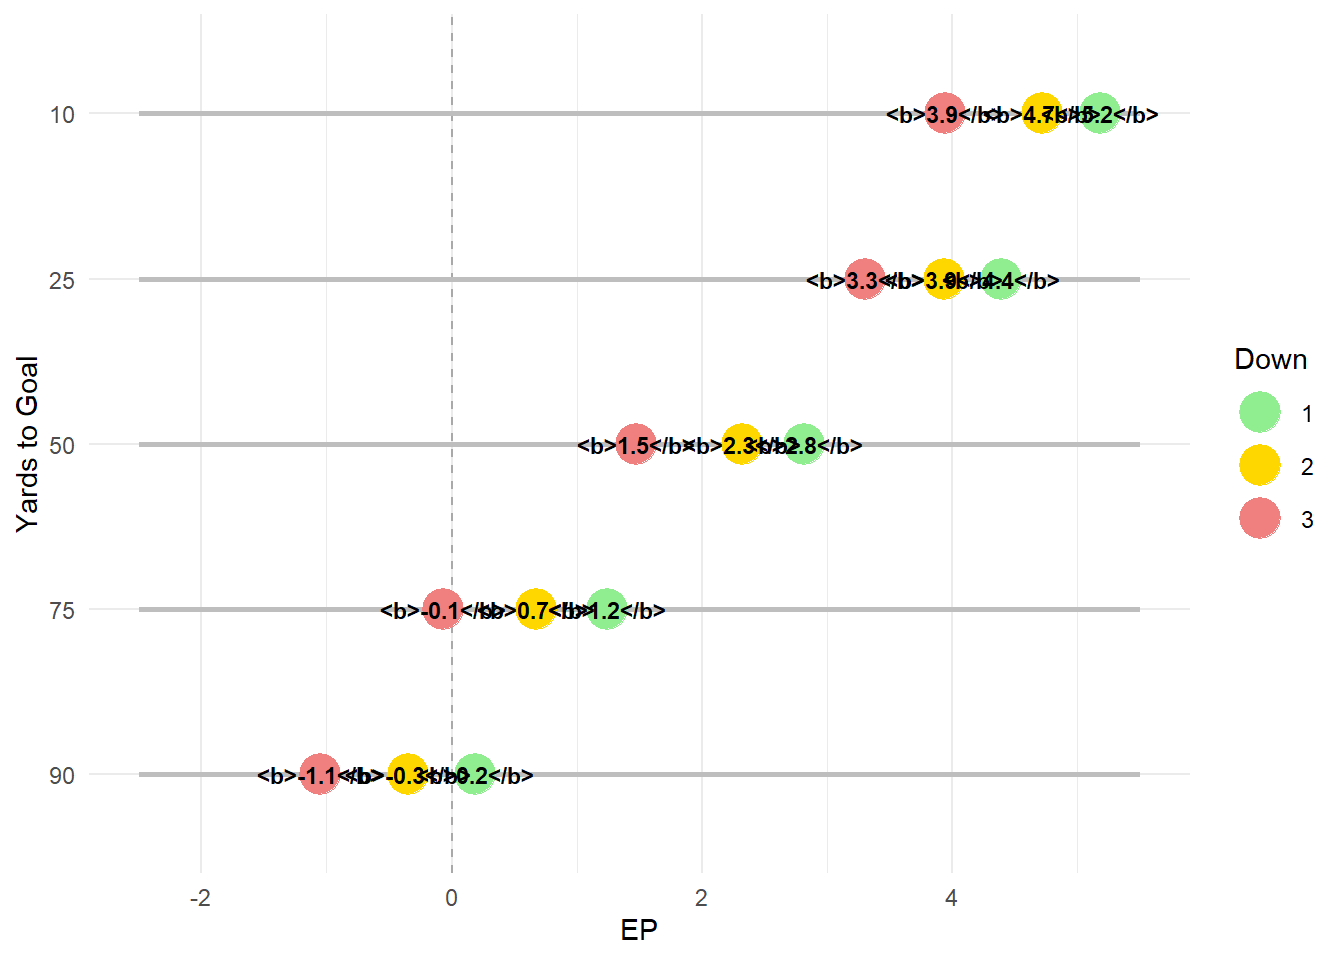 10
<b>3.9</b> <b>4.7</b> <b>5.2</b>
25
<b>3.3</b> <b>3.9</b> <b>4.4</b>
50
<b>1.5</b> <b>2.3</b> <b>2.8</b>
75
<b>-0.1</b> <b>0.7</b> <b>1.2</b>
90
<b>-1.1</b> <b>-0.3</b> <b>0.2</b>
-2 0 2 4
EP
Yards to Goal
Down
1
2
3